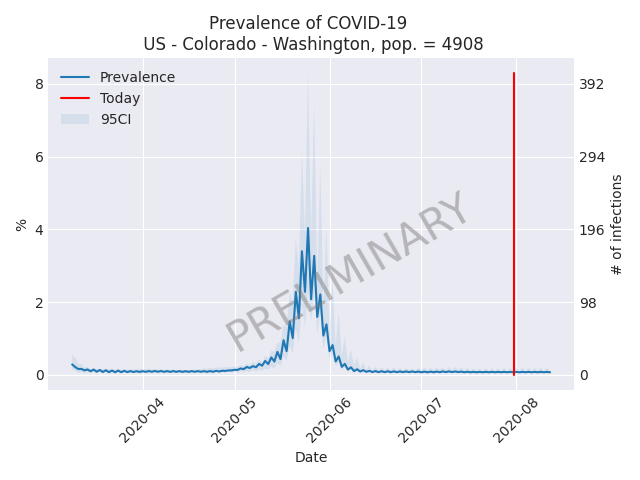 Prevalence of COVID-19
US - Colorado - Washington, pop. = 4908
Prevalence
Today
95CI
PRELIMINARY
8
6
4
2
0
%
392
294
196
98
0
# of infections
2020-04
2020-05
2020-06
2020-07
2020-08
Date